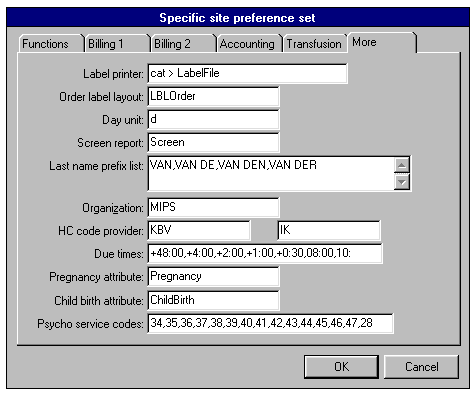 Specific site preference set
Functions Billing 1 Billing 2 Accounting Transfusion More
Label printer: cat > LabelFile
Order label layout: LBLOrder
Day unit: d
Screen report: Screen
Last name prefix list: VAN,VAN DE,VAN DEN,VAN DER
Organization: MIPS
HC code provider: KBV IK
Due times: +48:00,+4:00,+2:00,+1:00,+0:30,08:00,10:
Pregnancy attribute: Pregnancy
Child birth attribute: ChildBirth
Psycho service codes: 34,35,36,37,38,39,40,41,42,43,44,45,46,47,28
OK Cancel